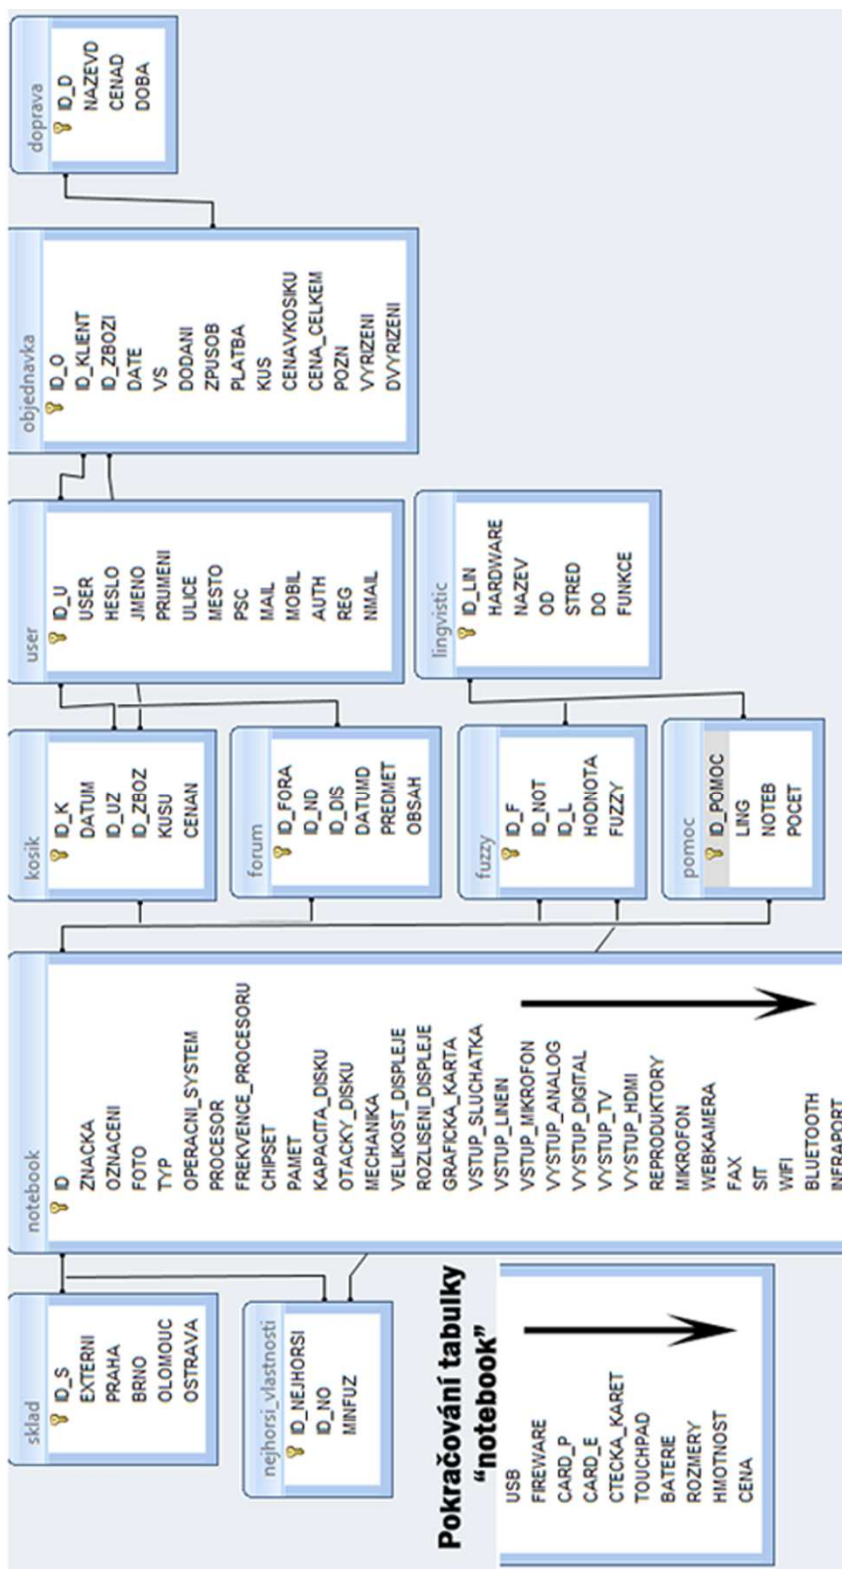 sklad
ID_S
EXTERNI
PRAHA
BRNO
OLOMOUC
OSTRAVA
nejhorsi_vlastnosti
ID_NEJHORSI
ID_NO
MINFUZ
Pokračování tabulky
“notebook”
USB
FIREWARE
CARD_P
CARD_E
CTECKA_KARET
TOUCHPAD
BATERIE
ROZMERY
HMOTNOST
CENA
notebook
ID
ZNACKA
OZNACENI
FOTO
TYP
OPERACNI_SYSTEM
PROCESOR
FREKVENCE_PROCESORU
CHIPSET
PAMET
KAPACITA_DISKU
OTACKY_DISKU
MECHANIKA
VELIKOST_DISPLEJE
ROZLISENI_DISPLEJE
GRAFICKA_KARTA
VSTUP_SLUCHATKA
VSTUP_LINEIN
VSTUP_MIKROFON
VYSTUP_ANALOG
VYSTUP_DIGITAL
VYSTUP_TV
VYSTUP_HDMI
REPRODUKTORY
MIKROFON
WEBKAMERA
FAX
SIT
WIFI
BLUETOOTH
INFRAPORT
kosik
ID_K
DATUM
ID_UZ
ID_ZBOZ
KUSU
CENAN
forum
ID_FORA
ID_ND
ID_DIS
DATUMD
PREDMET
OBSAH
fuzzy
ID_F
ID_NOT
ID_L
HODNOTA
FUZZY
pomoc
ID_POMOC
LING
NOTEB
POCET
user
ID_U
USER
HESLO
JMENO
PRUMENI
ULICE
MESTO
PSC
MAIL
MOBIL
AUTH
REG
NMAIL
lingvistic
ID_LIN
HARDWARE
NAZEV
OD
STRED
DO
FUNKCE
objednavka
ID_O
ID_KLIENT
ID_ZBOZI
DATE
VS
DODANI
ZPUSOB
PLATBA
KUS
CENAVKOSIKU
CENA_CELKEM
POZN
VYRIZENI
DVYRIZENI
doprava
ID_D
NAZEVD
CENAD
DOBA